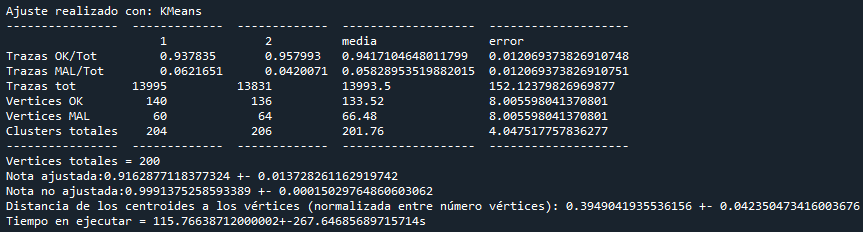 Ajuste realizado con: KMeans
---------------  ------------  ------------  -------------------  --------------------
                 1             2             media                error
Trazas OK/Tot    0.937835      0.957993      0.9417104648011799   0.012069373826910748
Trazas MAL/Tot   0.0621651     0.0420071     0.05828953519882015  0.012069373826910751
Trazas tot       13995         13831         13993.5              152.12379826969877
Vertices OK      140           136           133.52               8.005598041370801
Vertices MAL     60            64            66.48                8.005598041370801
Clusters totales 204           206           201.76               4.047517757836277
---------------  ------------  ------------  -------------------  --------------------
Vertices totales = 200
Nota ajustada:0.9162877118377324 +- 0.013728261162919742
Nota no ajustada:0.9991375258593389 +- 0.00015029764860603062
Distancia de los centroides a los vértices (normalizada entre número vértices): 0.3949041935536156 +- 0.042350473416003676
Tiempo en ejecutar = 115.76638712000002+-267.64685689715714s